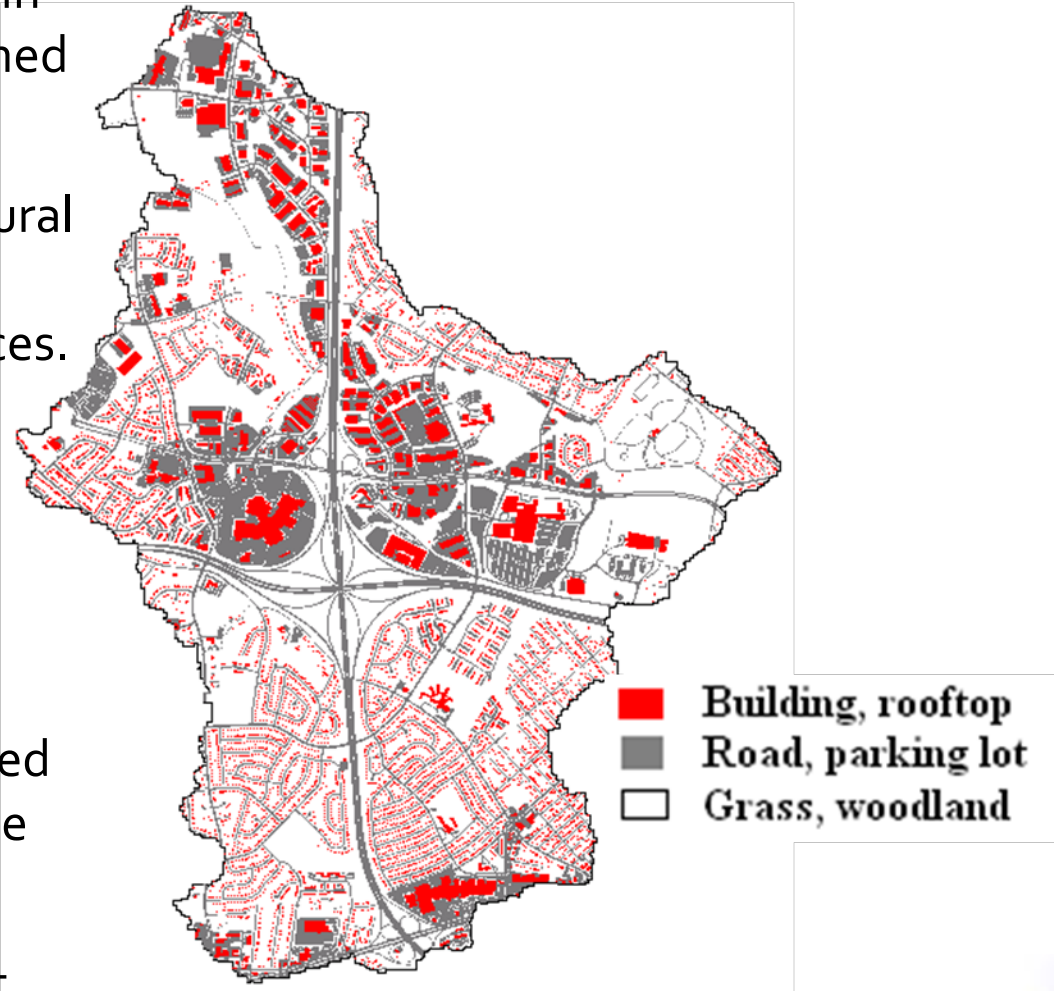 ned
ural
ces.
ed
e
Building, rooftop
Road, parking lot
Grass, woodland